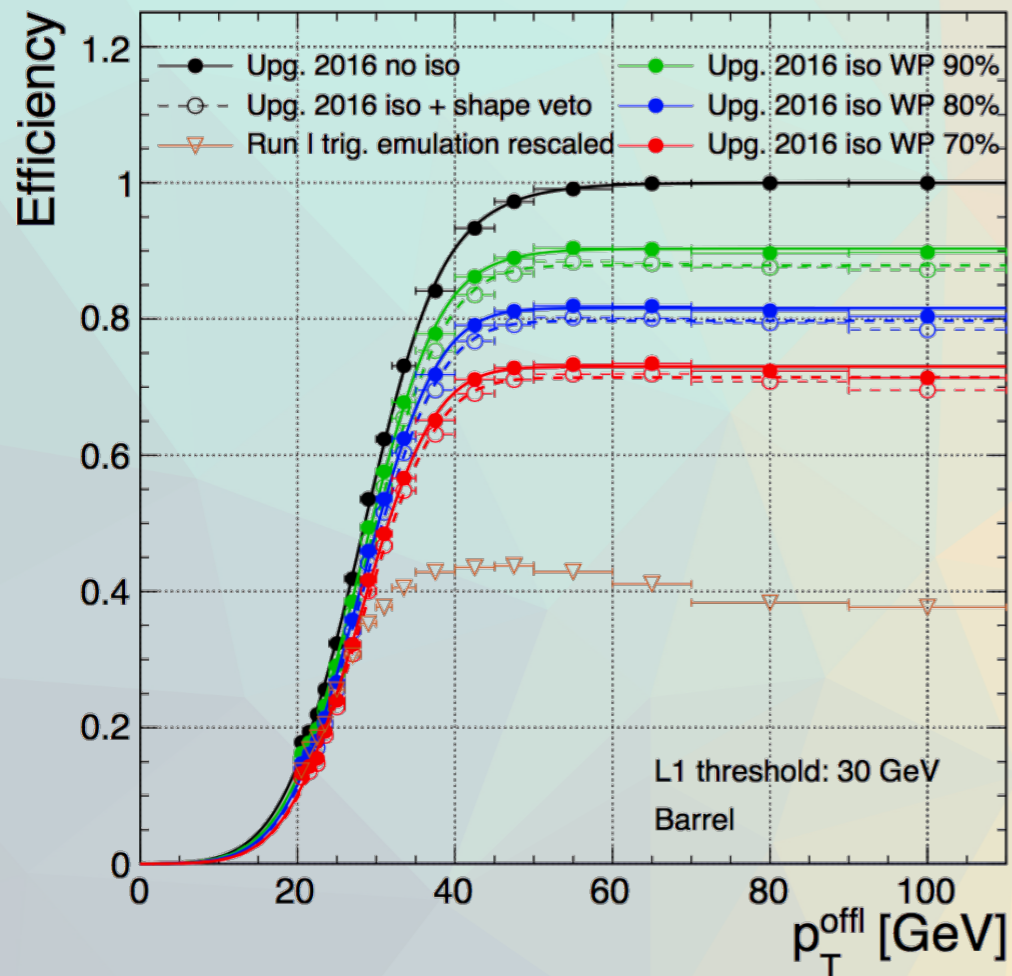 Efficiency
1.2
1
0.8
0.6
0.4
0.2
0
Upg. 2016 no iso
Upg. 2016 iso + shape veto
Run I trig. emulation rescaled
Upg. 2016 iso WP 90%
Upg. 2016 iso WP 80%
Upg. 2016 iso WP 70%
L1 threshold: 30 GeV
Barrel
0 20 40 60 80 100
p_T^offl [GeV]